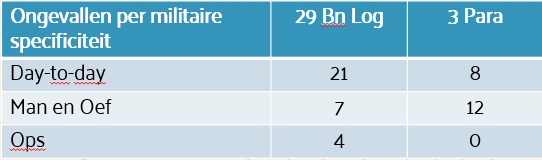 Ongevallen per militaire specificiteit 29 Bn Log 3 Para
Day-to-day 21 8
Man en Oef 7 12
Ops 4 0